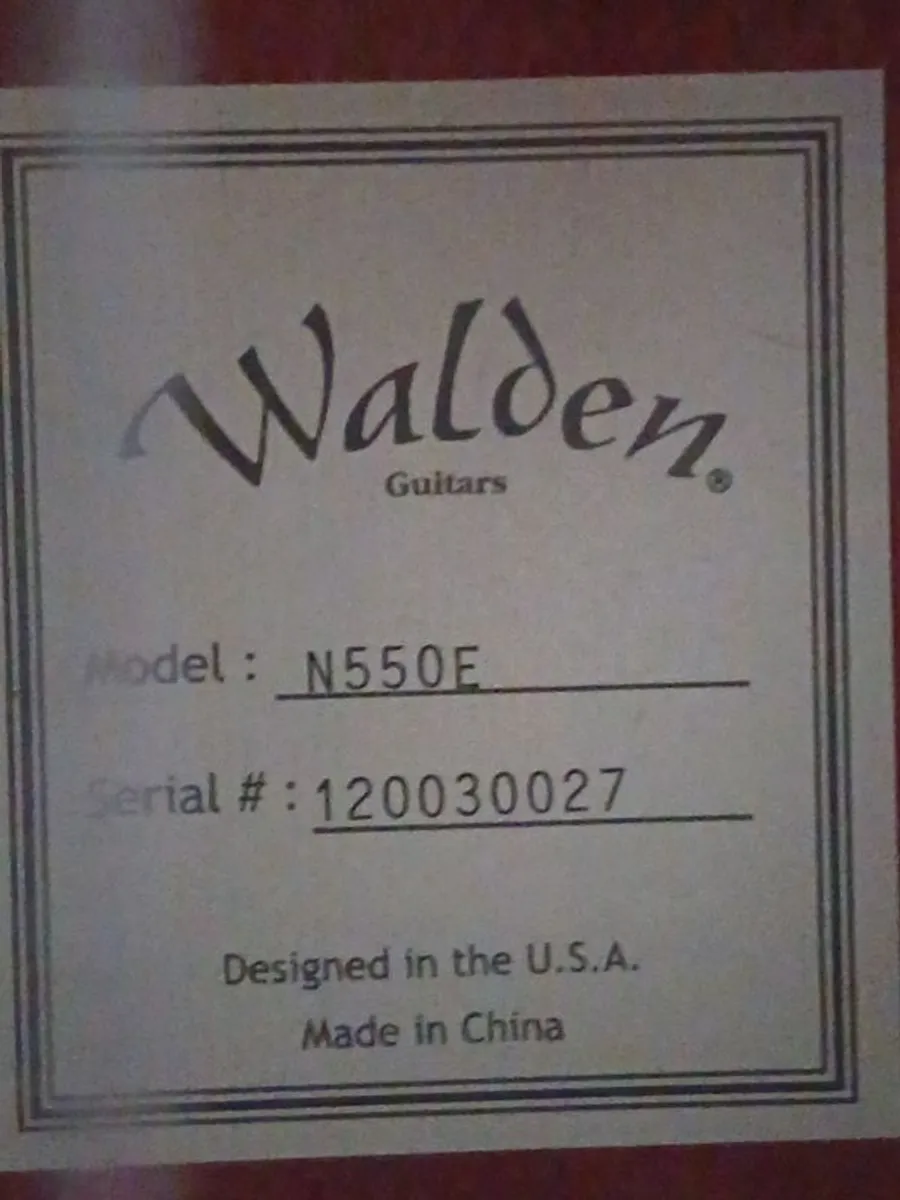 Walden®
Guitars
Model : N550E
Serial # : 120030027
Designed in the U.S.A.
Made in China